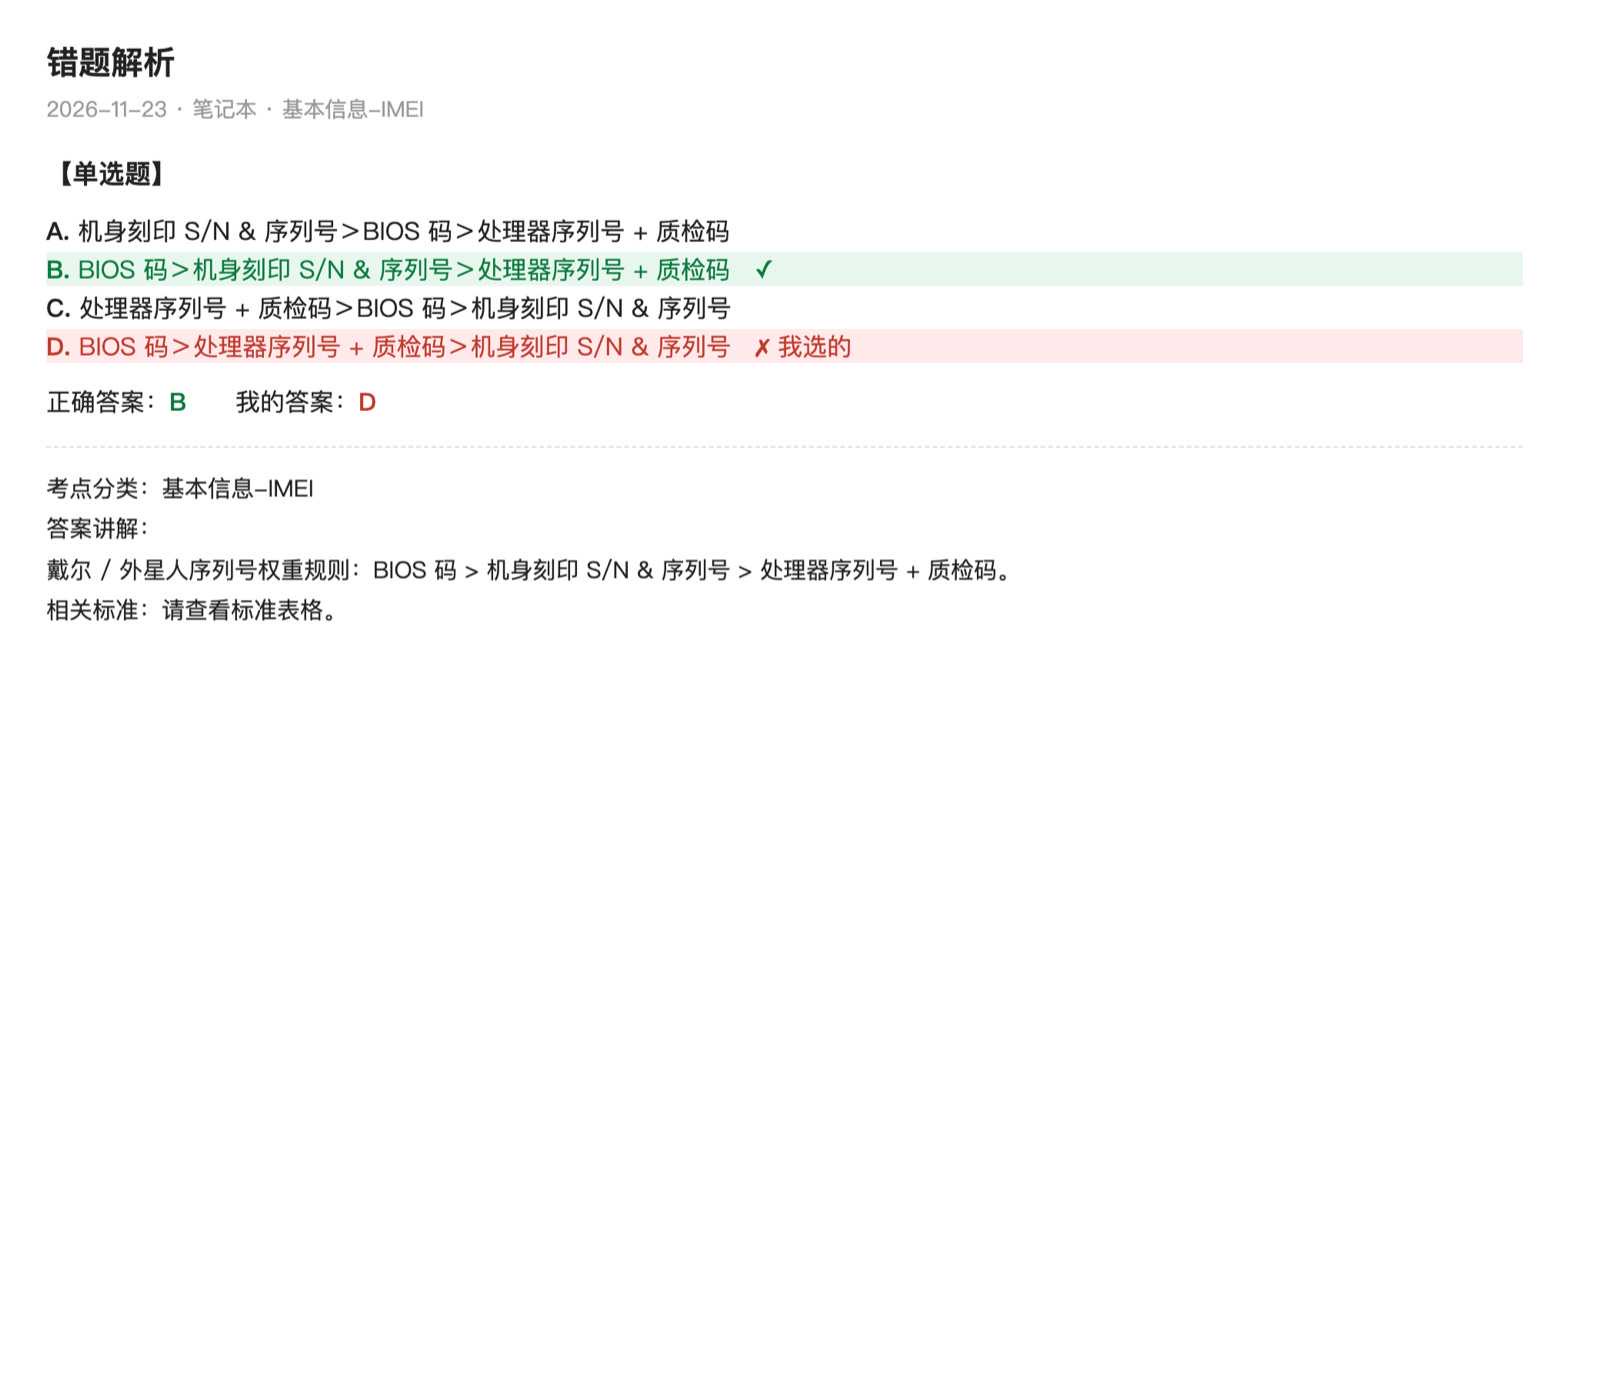 错题解析
2026-11-23 · 笔记本 · 基本信息-IMEI
【单选题】
A. 机身刻印 S/N & 序列号＞BIOS 码＞处理器序列号 + 质检码
B. BIOS 码＞机身刻印 S/N & 序列号＞处理器序列号 + 质检码 ✓
C. 处理器序列号 + 质检码＞BIOS 码＞机身刻印 S/N & 序列号
D. BIOS 码＞处理器序列号 + 质检码＞机身刻印 S/N & 序列号 ✗ 我选的
正确答案：B 我的答案：D
考点分类：基本信息-IMEI
答案讲解：
戴尔 / 外星人序列号权重规则：BIOS 码 > 机身刻印 S/N & 序列号 > 处理器序列号 + 质检码。
相关标准：请查看标准表格。